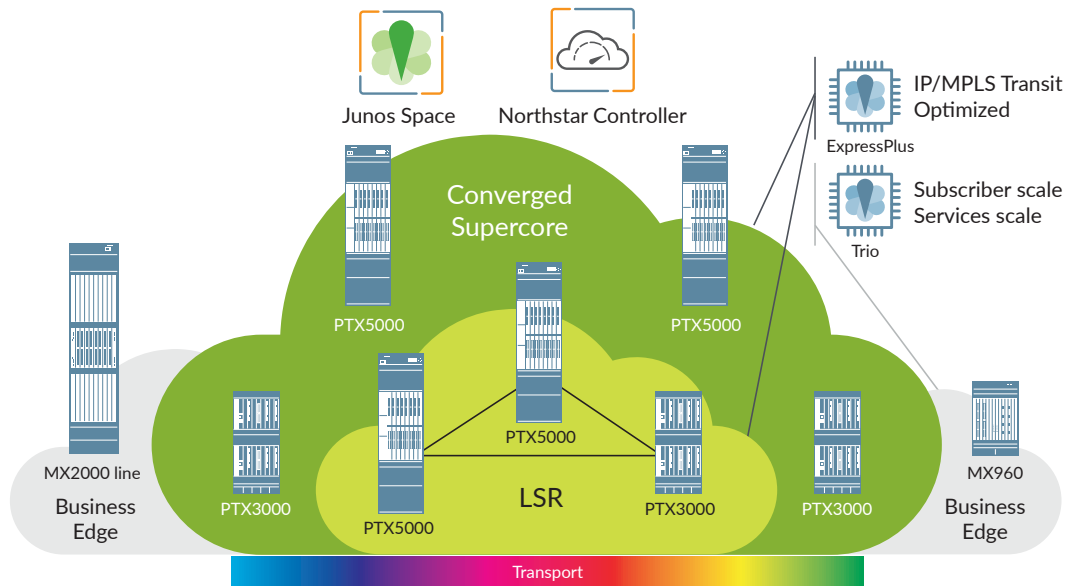 Junos Space
Northstar Controller
IP/MPLS Transit
Optimized
ExpressPlus
Subscriber scale
Services scale
Trio
Converged
Supercore
PTX5000
PTX5000
PTX5000
PTX5000
LSR
PTX3000
PTX3000
PTX3000
MX2000 line
Business
Edge
MX960
Business
Edge
Transport